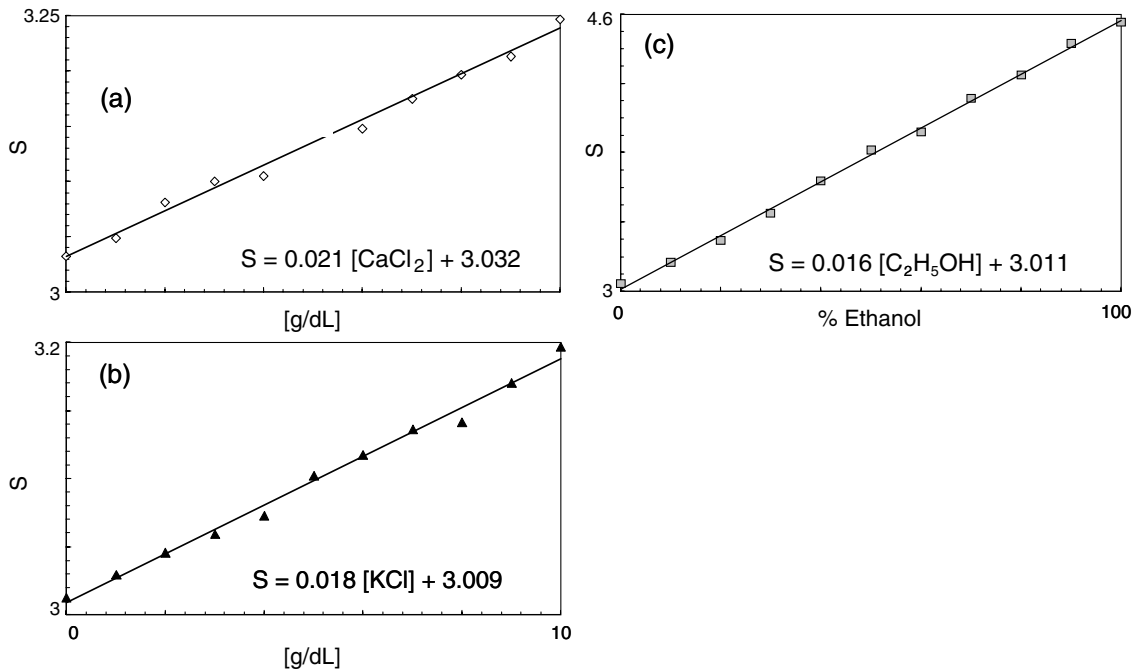 3.25
(a)
S
S = 0.021 [CaCl₂] + 3.032
3
[g/dL]
3.2
(b)
S
S = 0.018 [KCl] + 3.009
3
0
10
[g/dL]
4.6
(c)
S
S = 0.016 [C₂H₅OH] + 3.011
3
0
100
% Ethanol